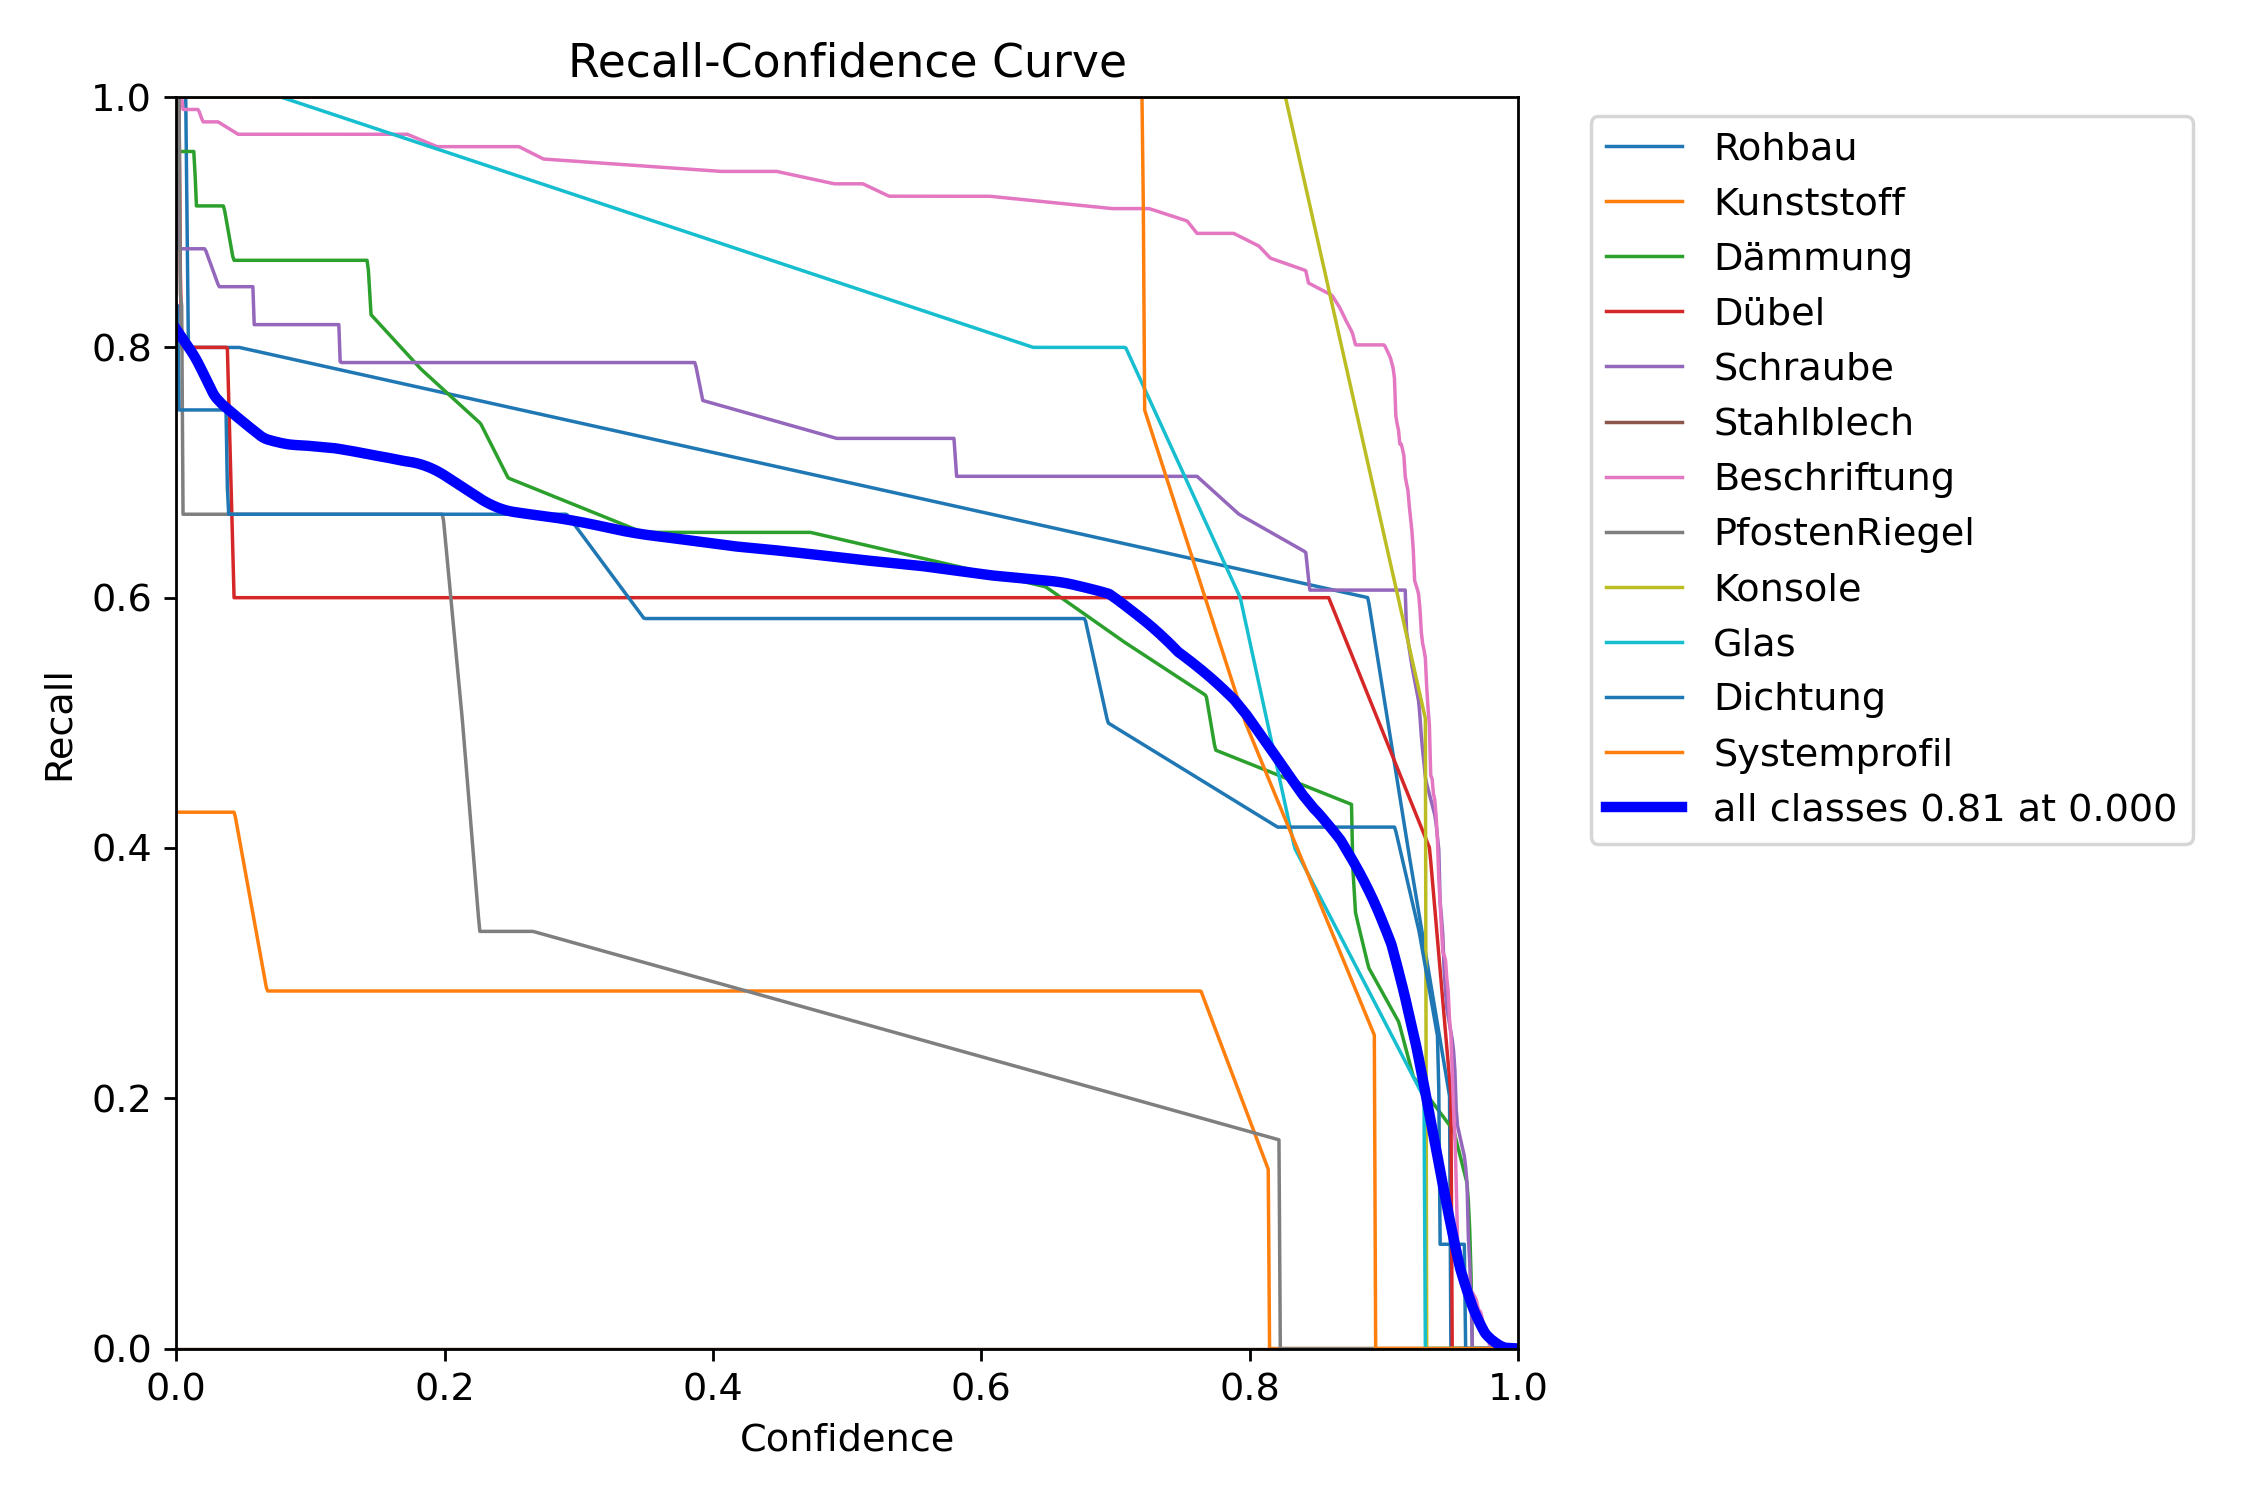 Recall-Confidence Curve
1.0
0.8
0.6
0.4
0.2
0.0
Recall
0.0 0.2 0.4 0.6 0.8 1.0
Confidence
Rohbau
Kunststoff
Dämmung
Dübel
Schraube
Stahlblech
Beschriftung
PfostenRiegel
Konsole
Glas
Dichtung
Systemprofil
all classes 0.81 at 0.000